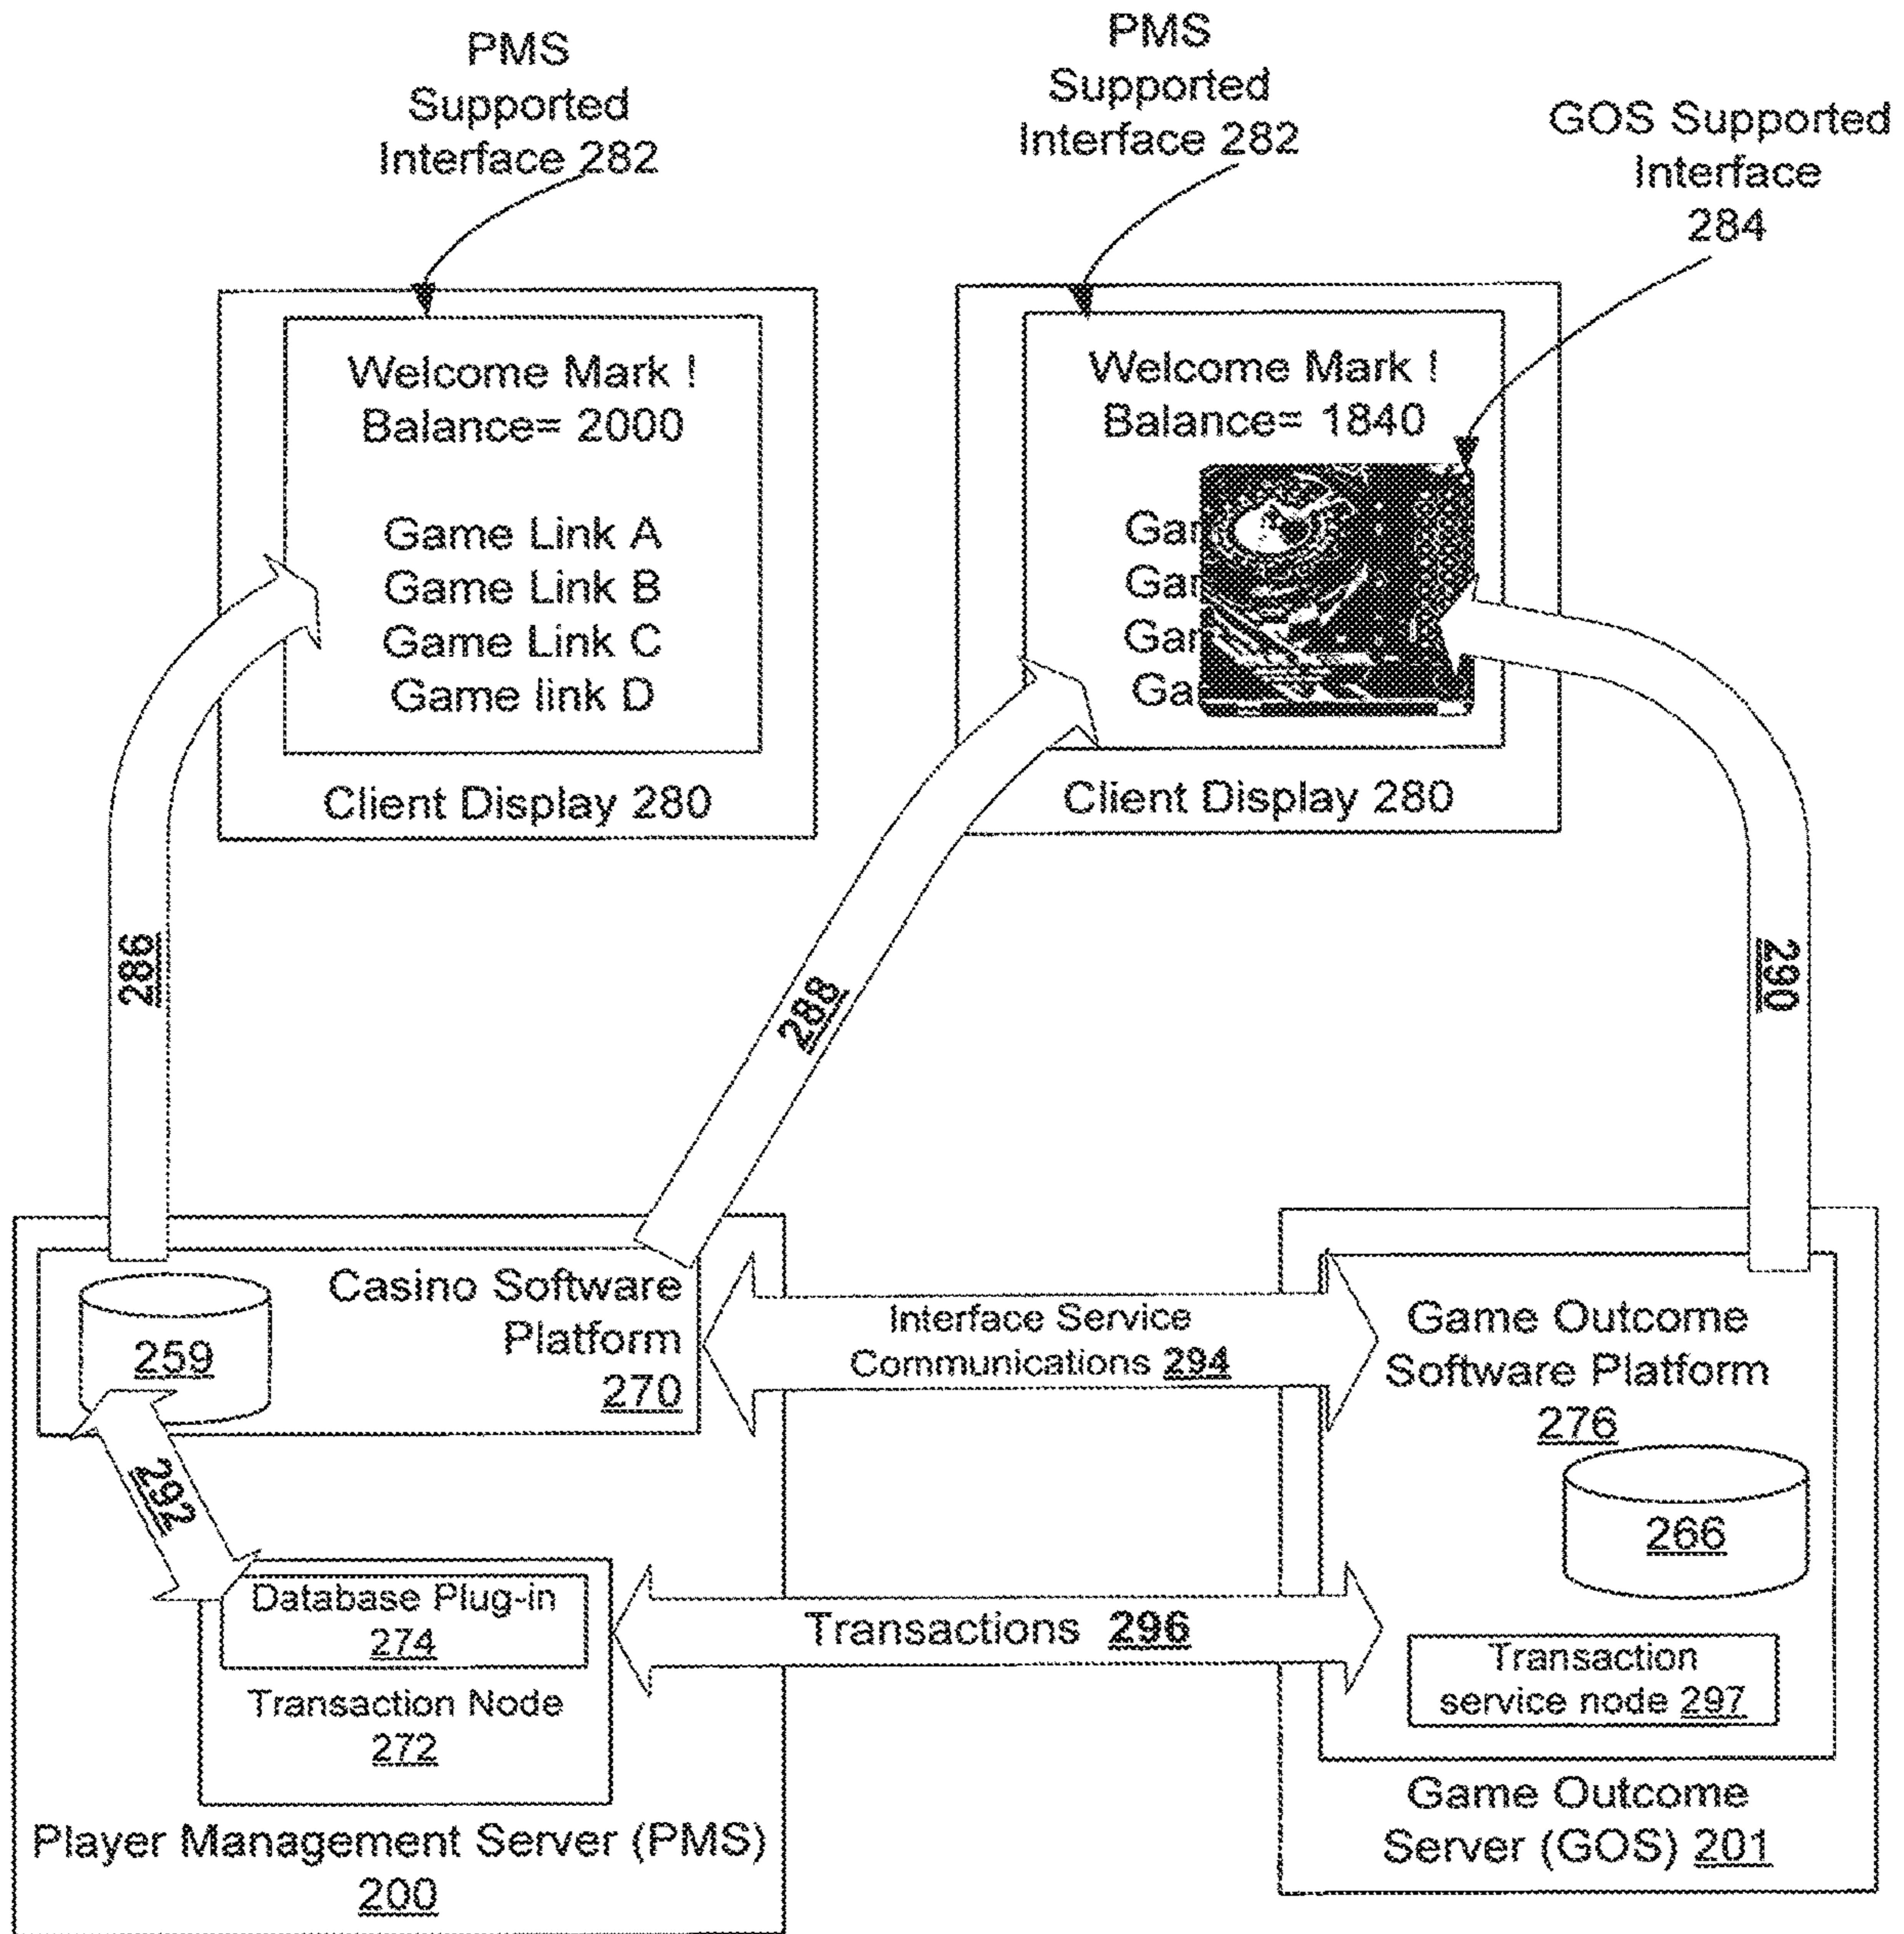 PMS
Supported
Interface 282
PMS
Supported
Interface 282
GOS Supported
Interface
284
Welcome Mark !
Balance= 2000
Game Link A
Game Link B
Game Link C
Game link D
Client Display 280
Welcome Mark !
Balance= 1840
Gar
Gar
Gar
Ga
Client Display 280
286
288
290
259
Casino Software
Platform
270
Interface Service
Communications 294
Game Outcome
Software Platform
276
266
292
Database Plug-in
274
Transaction Node
272
Transactions 296
Transaction
service node 297
Player Management Server (PMS)
200
Game Outcome
Server (GOS) 201